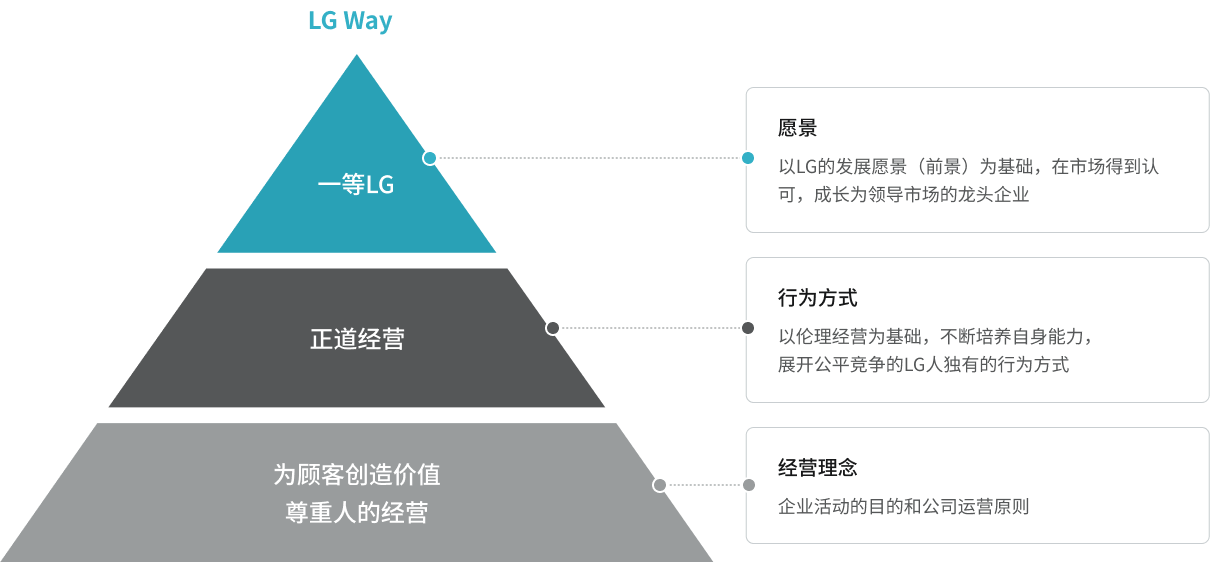 LG Way
一等LG
愿景
以LG的发展愿景（前景）为基础，在市场得到认
可，成长为领导市场的龙头企业
正道经营
行为方式
以伦理经营为基础，不断培养自身能力，
展开公平竞争的LG人独有的行为方式
为顾客创造价值
尊重人的经营
经营理念
企业活动的目的和公司运营原则